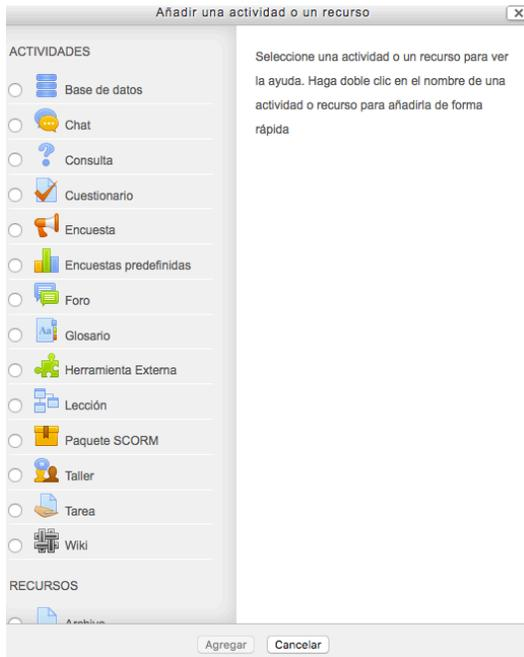 Añadir una actividad o un recurso
ACTIVIDADES
Base de datos
Chat
Consulta
Cuestionario
Encuesta
Encuestas predefinidas
Foro
Glosario
Herramienta Externa
Lección
Paquete SCORM
Taller
Tarea
Wiki
RECURSOS
Archivo
Seleccione una actividad o un recurso para ver
la ayuda. Haga doble clic en el nombre de una
actividad o recurso para añadirla de forma
rápida
Agregar
Cancelar